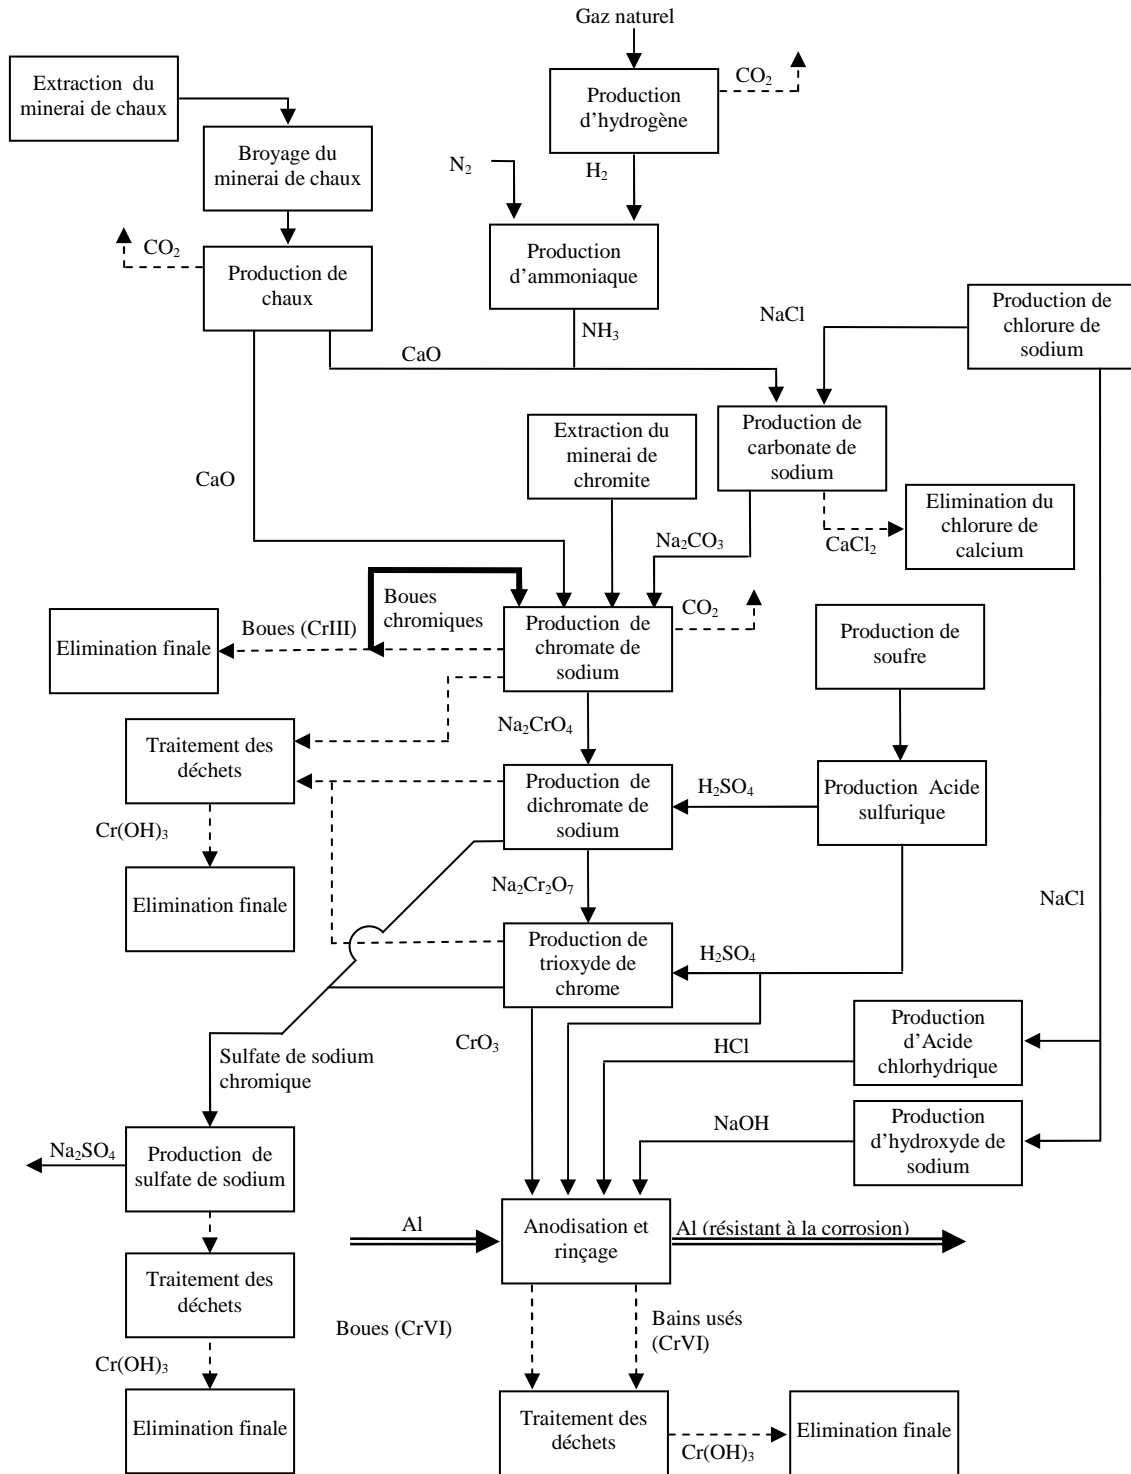 Gaz naturel
Extraction du
minerai de chaux
Production
d’hydrogène
CO2
Broyage du
minerai de chaux
N2
H2
CO2
Production de
chaux
Production
d’ammoniaque
NH3
CaO
NaCl
Production de
chlorure de
sodium
Extraction du
minerai de
chromite
Production de
carbonate de
sodium
CaO
Na2CO3
CaCl2
Elimination du
chlorure de
calcium
Boues
chromiques
Boues (CrIII)
Elimination finale
Production de
chromate de
sodium
CO2
Production de
soufre
Na2CrO4
Traitement des
déchets
Production de
dichromate de
sodium
H2SO4
Production Acide
sulfurique
Cr(OH)3
Elimination finale
Na2Cr2O7
NaCl
Production de
trioxyde de
chrome
H2SO4
CrO3
HCl
Production
d’Acide
chlorhydrique
Sulfate de sodium
chromique
NaOH
Production
d’hydroxyde de
sodium
Na2SO4
Production de
sulfate de sodium
Al
Anodisation et
rinçage
Al (résistant à la corrosion)
Traitement des
déchets
Boues (CrVI)
Bains usés
(CrVI)
Cr(OH)3
Elimination finale
Traitement des
déchets
Cr(OH)3
Elimination finale